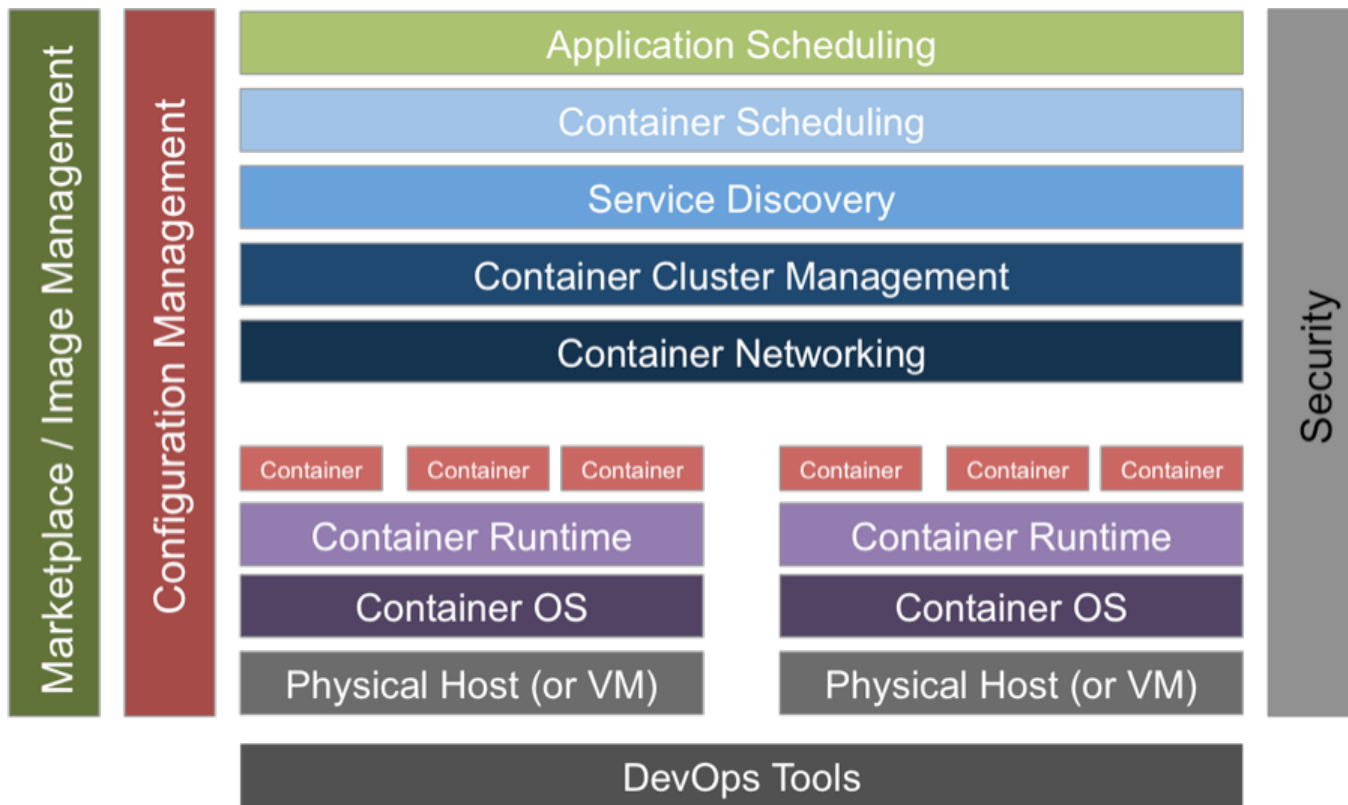 Marketplace / Image Management
Configuration Management
Application Scheduling
Container Scheduling
Service Discovery
Container Cluster Management
Container Networking
Container
Container
Container
Container
Container
Container
Container Runtime
Container Runtime
Container OS
Container OS
Physical Host (or VM)
Physical Host (or VM)
DevOps Tools
Security